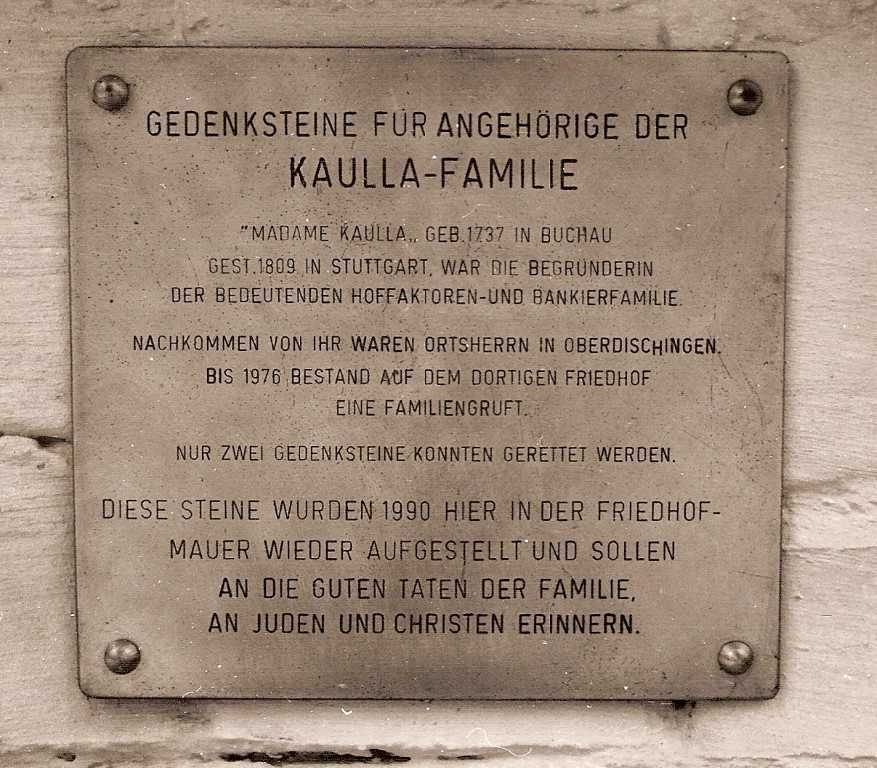 GEDENKSTEINE FÜR ANGEHÖRIGE DER
KAULLA-FAMILIE
"MADAME KAULLA„ GEB.1737 IN BUCHAU
GEST.1809 IN STUTTGART, WAR DIE BEGRÜNDERIN
DER BEDEUTENDEN HOFFAKTOREN-UND BANKIERFAMILIE.
NACHKOMMEN VON IHR WAREN ORTSHERRN IN OBERDISCHINGEN.
BIS 1976 BESTAND AUF DEM DORTIGEN FRIEDHOF
EINE FAMILIENGRUFT.
NUR ZWEI GEDENKSTEINE KONNTEN GERETTET WERDEN.
DIESE STEINE WURDEN 1990 HIER IN DER FRIEDHOF-
MAUER WIEDER AUFGESTELLT UND SOLLEN
AN DIE GUTEN TATEN DER FAMILIE,
AN JUDEN UND CHRISTEN ERINNERN.